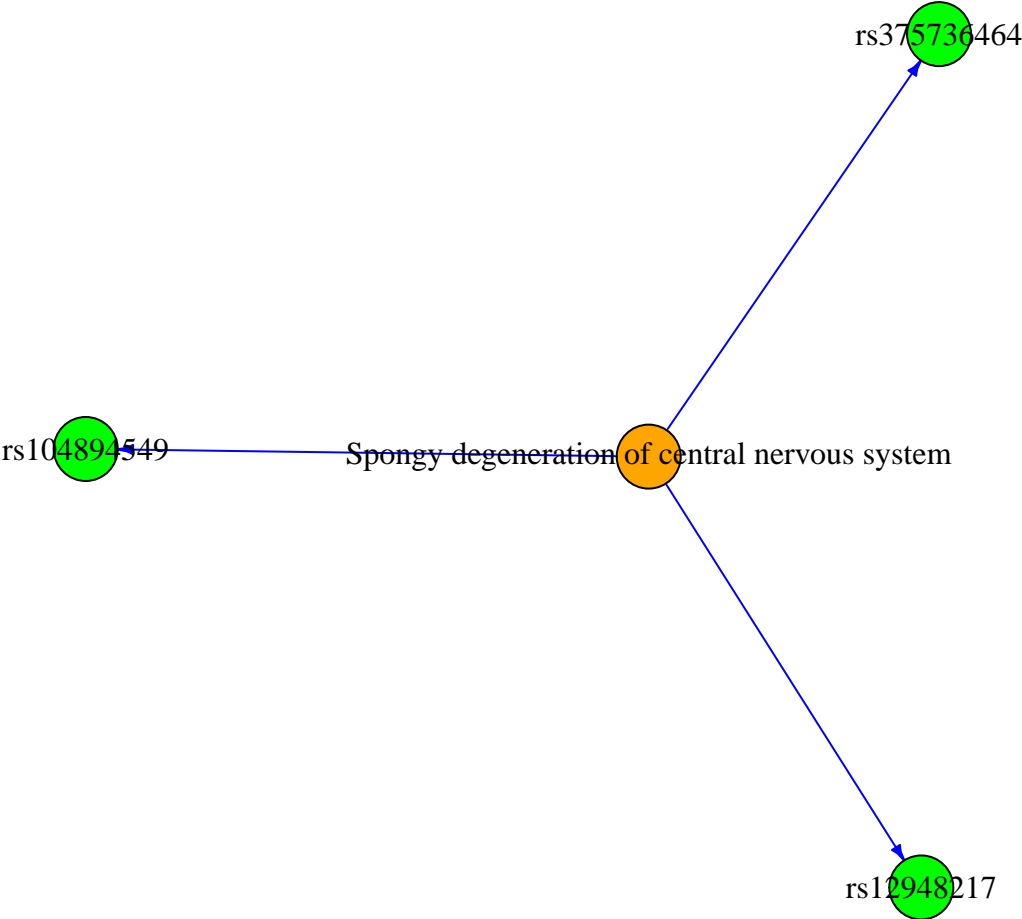 rs375736464
rs104894549
Spongy degeneration of central nervous system
rs12948217